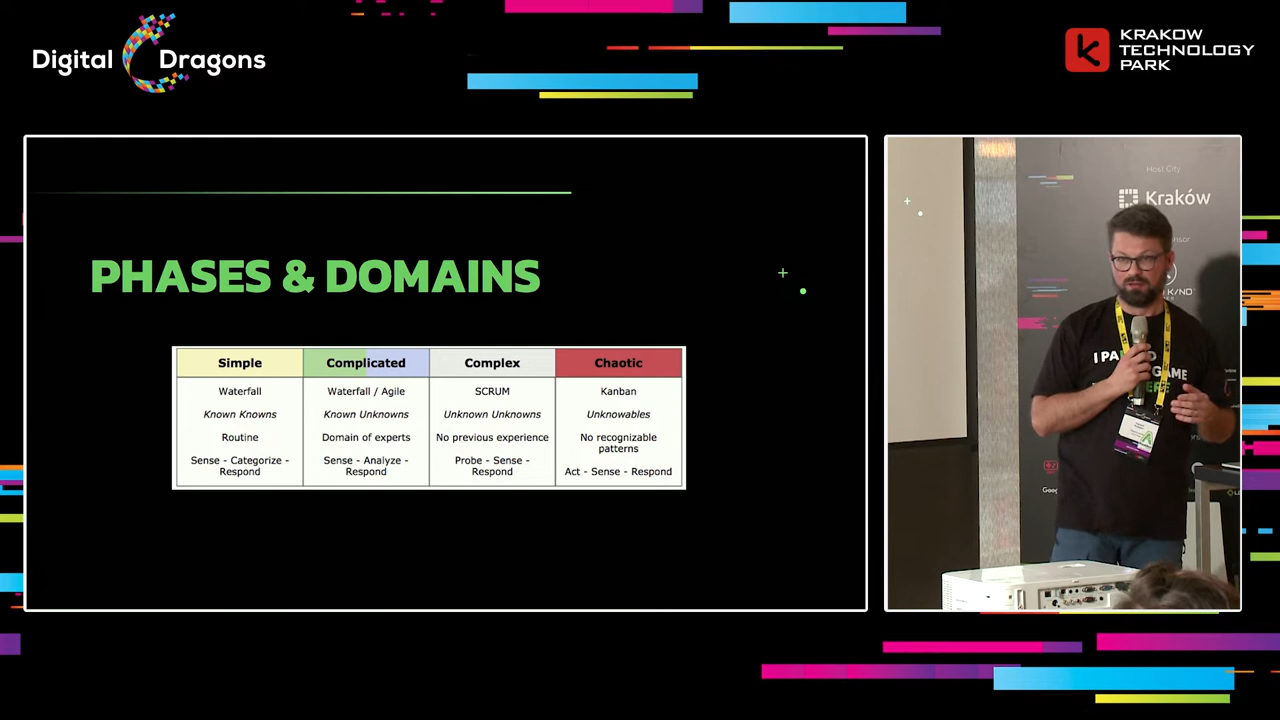 Digital Dragons
KRAKOW
TECHNOLOGY
PARK
PHASES & DOMAINS
Simple
Complicated
Complex
Chaotic
Waterfall
Waterfall / Agile
SCRUM
Kanban
Known Knowns
Known Unknowns
Unknown Unknowns
Unknowables
Routine
Domain of experts
No previous experience
No recognizable
patterns
Sense - Categorize -
Respond
Sense - Analyze -
Respond
Probe - Sense -
Respond
Act - Sense - Respond
Host City
Kraków
I PA
GAME